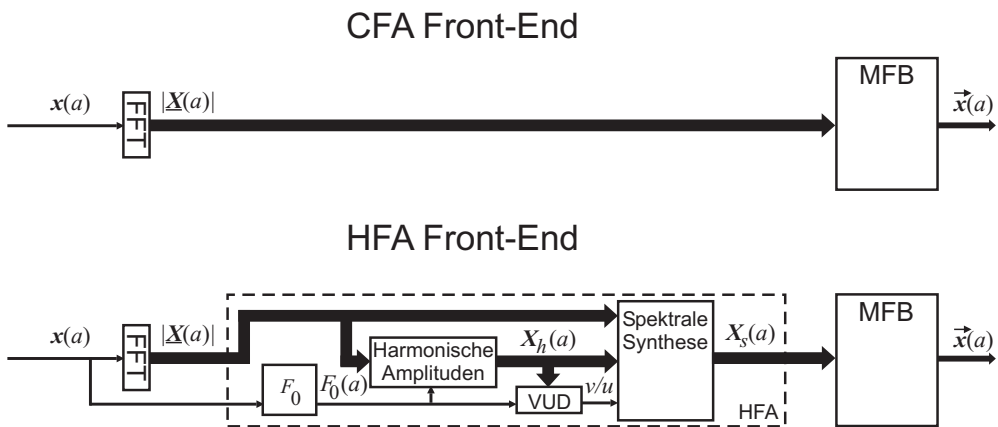 CFA Front-End
x(a) FFT |X(a)| MFB x⃗(a)
HFA Front-End
x(a) FFT |X(a)| Harmonische Amplituden X_h(a) Spektrale Synthese X_s(a) MFB x⃗(a)
F_0 F_0(a) VUD v/u HFA